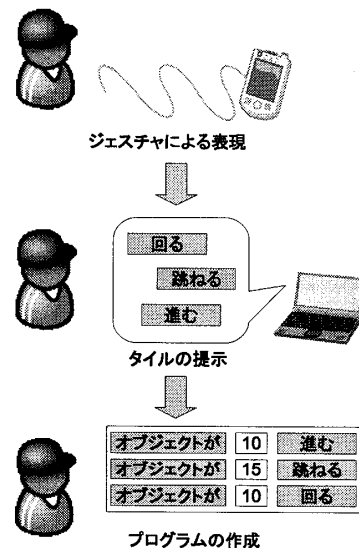 ジェスチャによる表現
回る
跳ねる
進む
タイルの提示
オブジェクトが 10 進む
オブジェクトが 15 跳ねる
オブジェクトが 10 回る
プログラムの作成